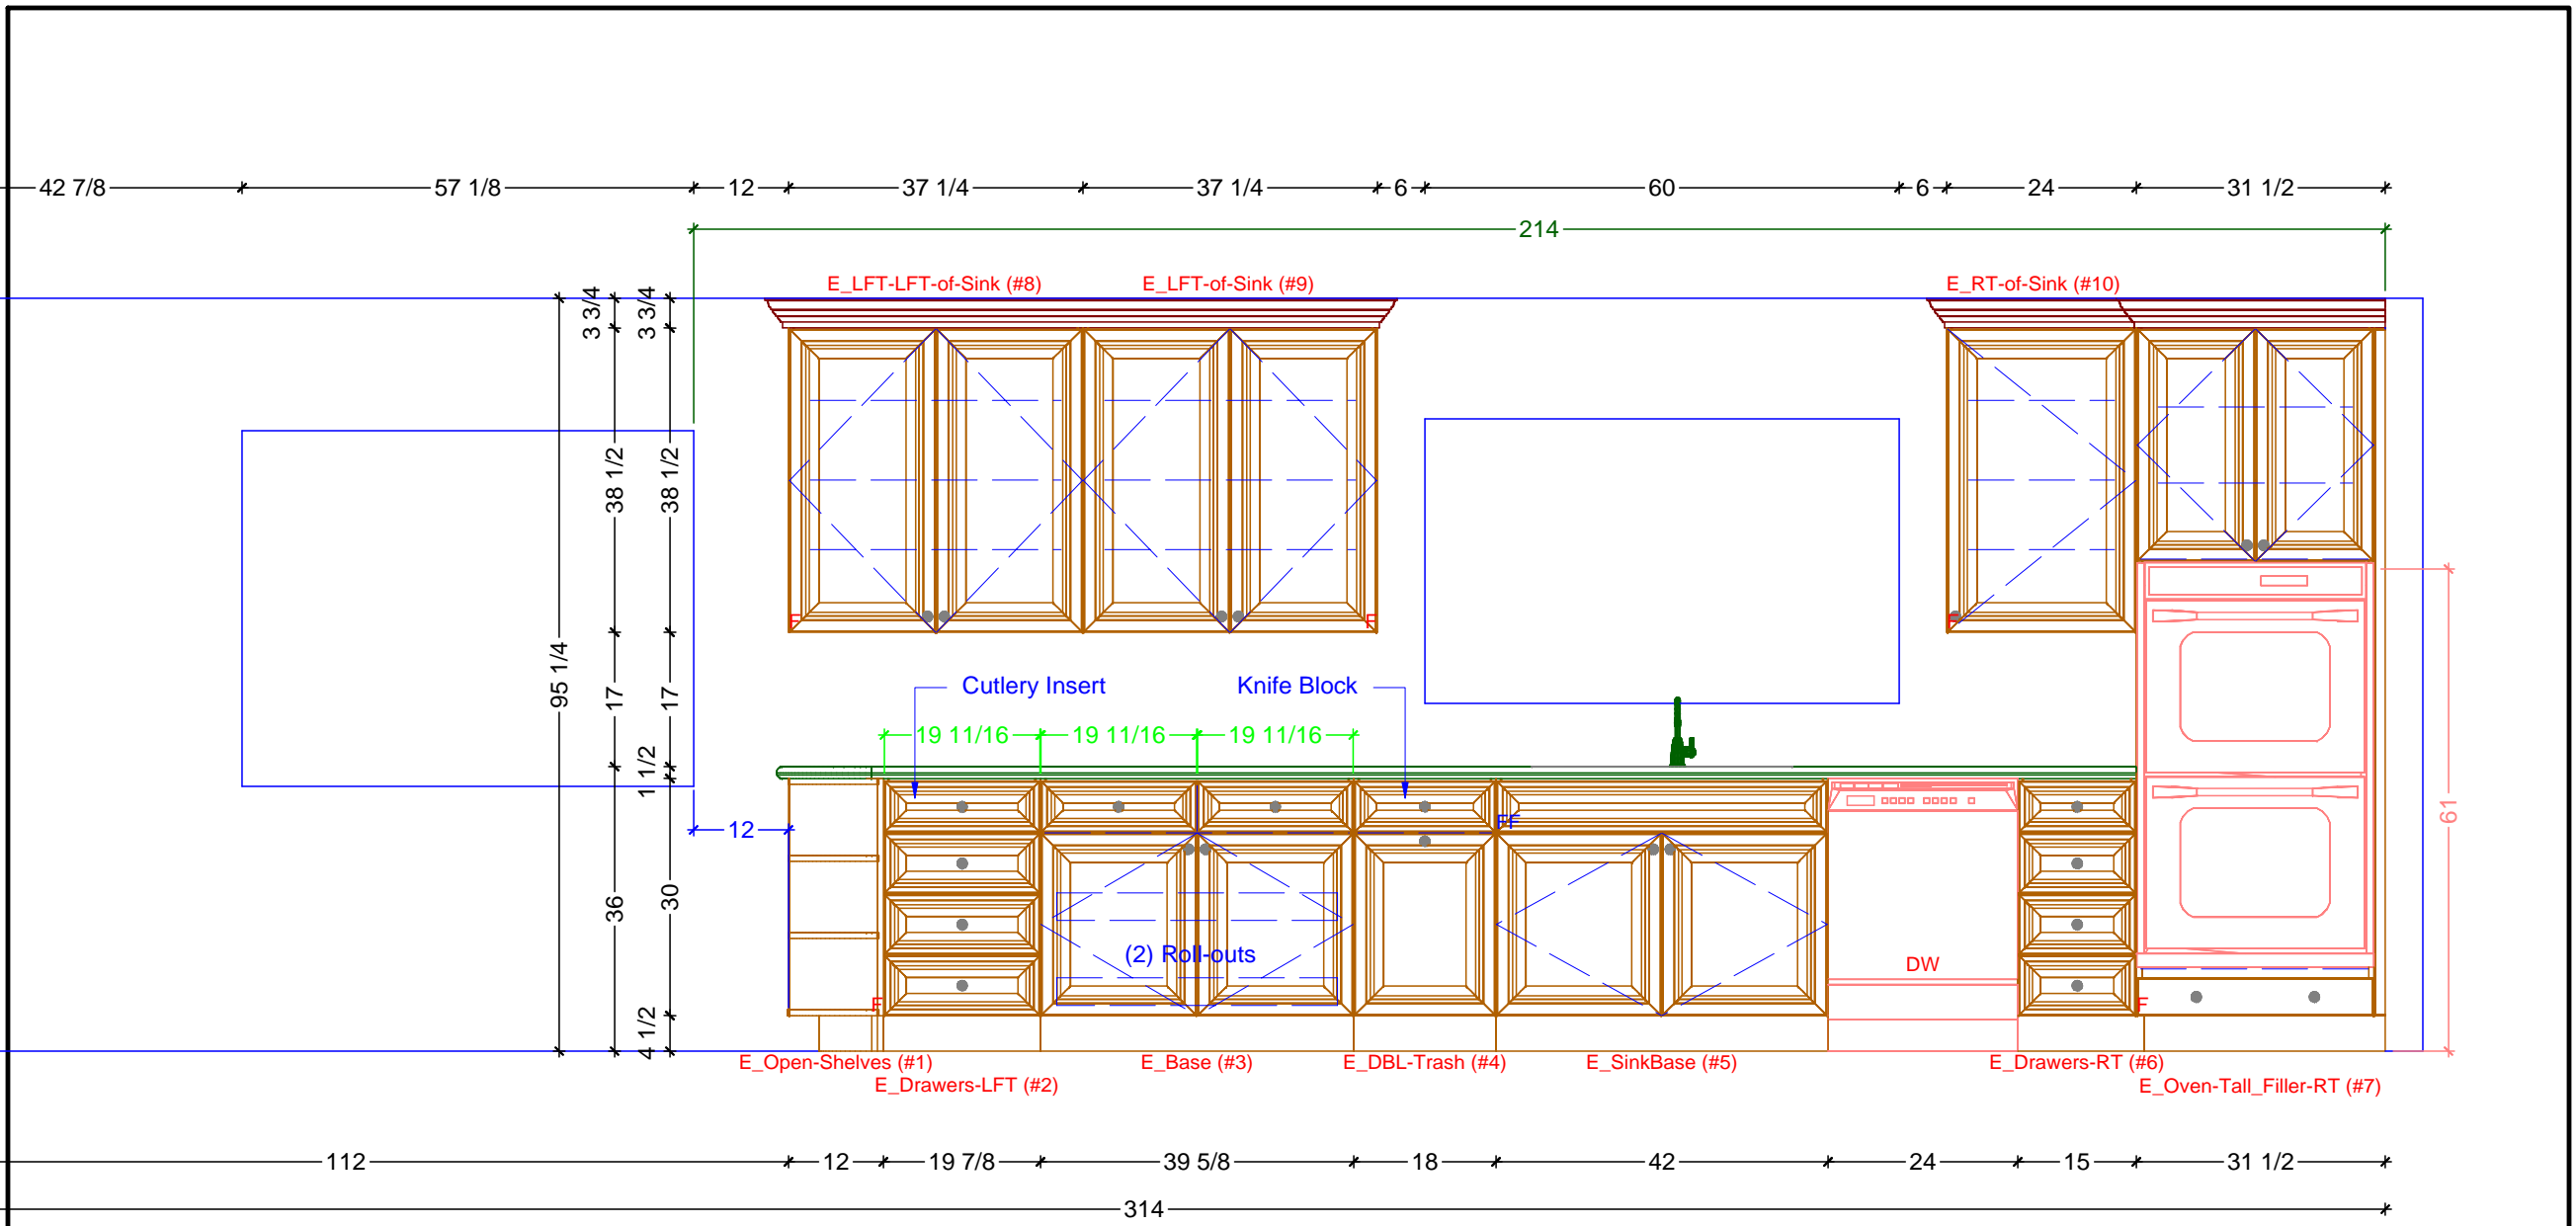 42 7/8 57 1/8 12 37 1/4 37 1/4 6 60 6 24 31 1/2
214
E_LFT-LFT-of-Sink (#8) E_LFT-of-Sink (#9) E_RT-of-Sink (#10)
3 3/4 3 3/4
38 1/2 38 1/2
F F F
95 1/4 17 17
Cutlery Insert Knife Block
19 11/16 19 11/16 19 11/16
1 1/2
61
12 FF
36 30
(2) Roll-outs
DW
F F
4 1/2
E_Open-Shelves (#1) E_Base (#3) E_DBL-Trash (#4) E_SinkBase (#5) E_Drawers-RT (#6)
E_Drawers-LFT (#2) E_Oven-Tall_Filler-RT (#7)
112 12 19 7/8 39 5/8 18 42 24 15 31 1/2
314